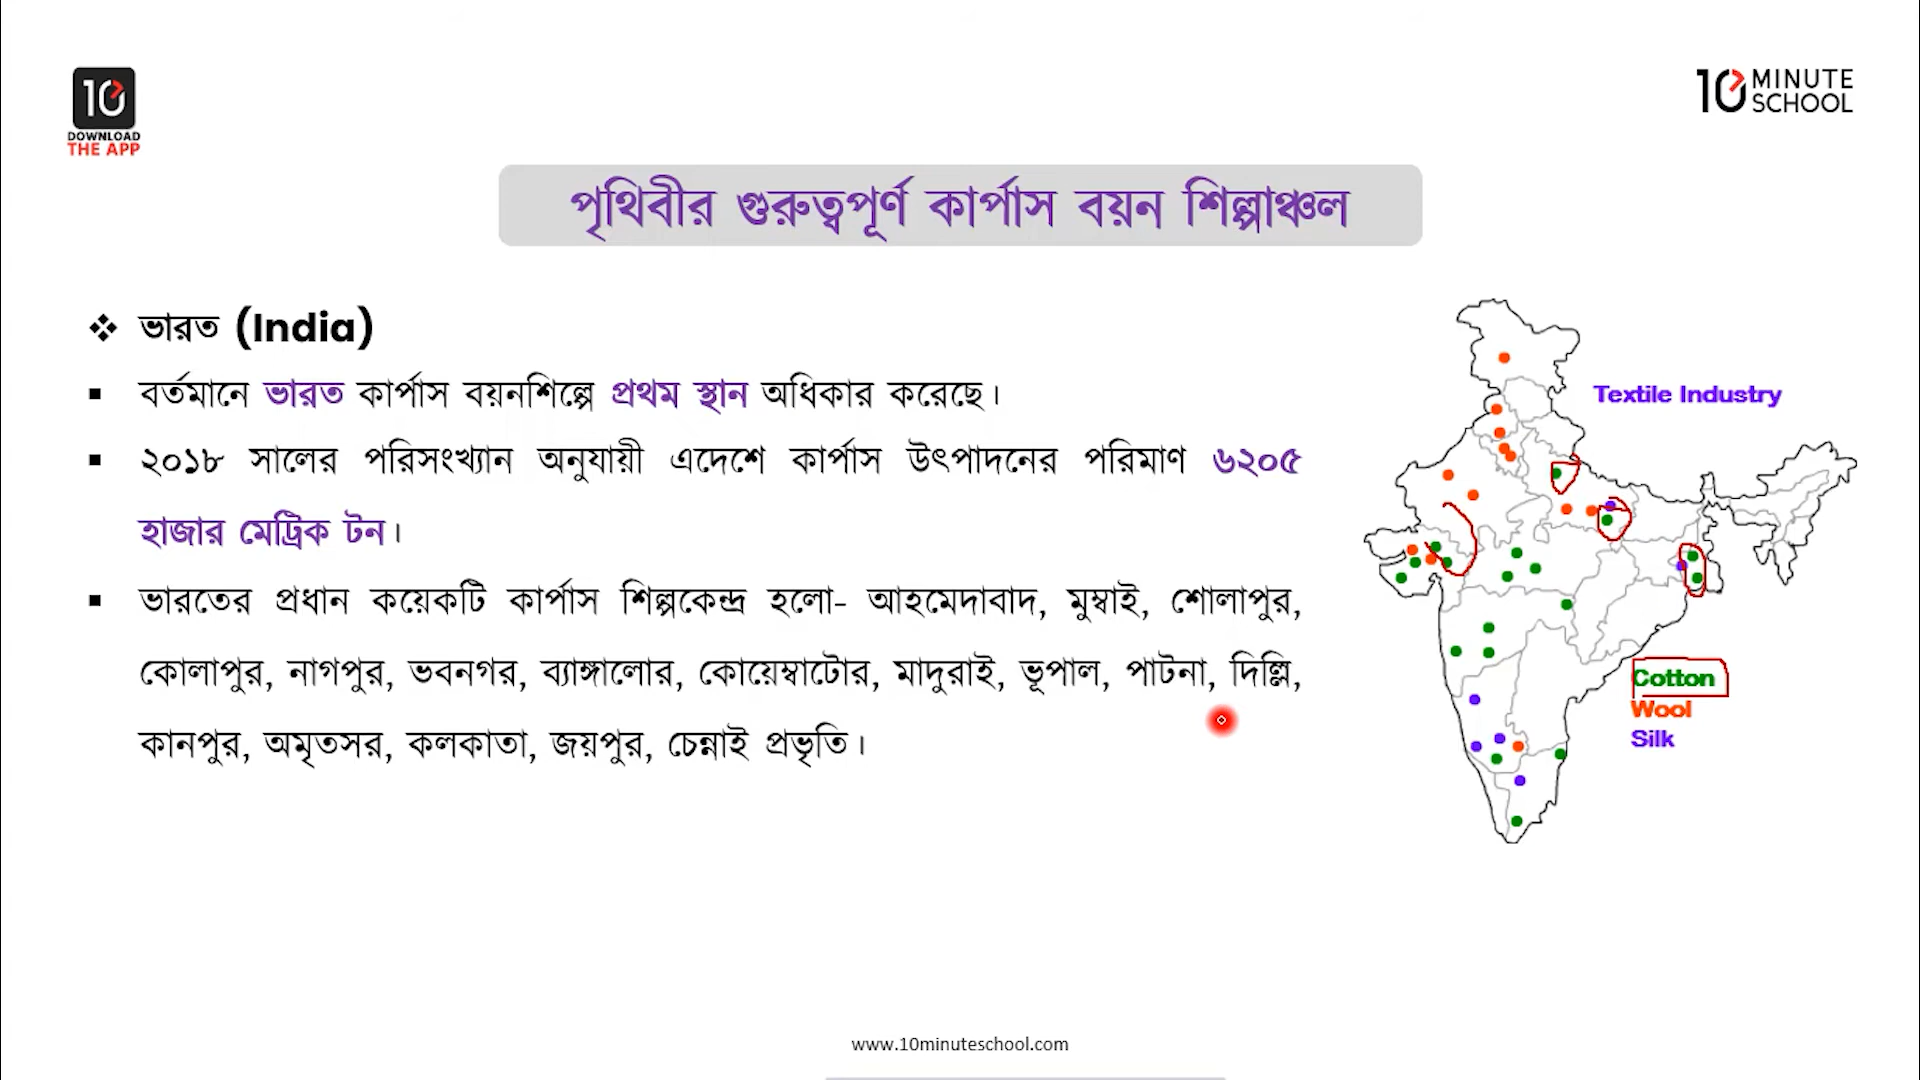 10
DOWNLOAD
THE APP
10 MINUTE
SCHOOL
পৃথিবীর গুরুত্বপূর্ণ কার্পাস বয়ন শিল্পাঞ্চল
❖ ভারত (India)
▪ বর্তমানে ভারত কার্পাস বয়নশিল্পে প্রথম স্থান অধিকার করেছে।
▪ ২০১৮ সালের পরিসংখ্যান অনুযায়ী এদেশে কার্পাস উৎপাদনের পরিমাণ ৬২০৫
হাজার মেট্রিক টন।
▪ ভারতের প্রধান কয়েকটি কার্পাস শিল্পকেন্দ্র হলো- আহমেদাবাদ, মুম্বাই, শোলাপুর,
কোলাপুর, নাগপুর, ভবনগর, ব্যাঙ্গালোর, কোয়েম্বাটোর, মাদুরাই, ভূপাল, পাটনা, দিল্লি,
কানপুর, অমৃতসর, কলকাতা, জয়পুর, চেন্নাই প্রভৃতি।
Textile Industry
Cotton
Wool
Silk
www.10minuteschool.com